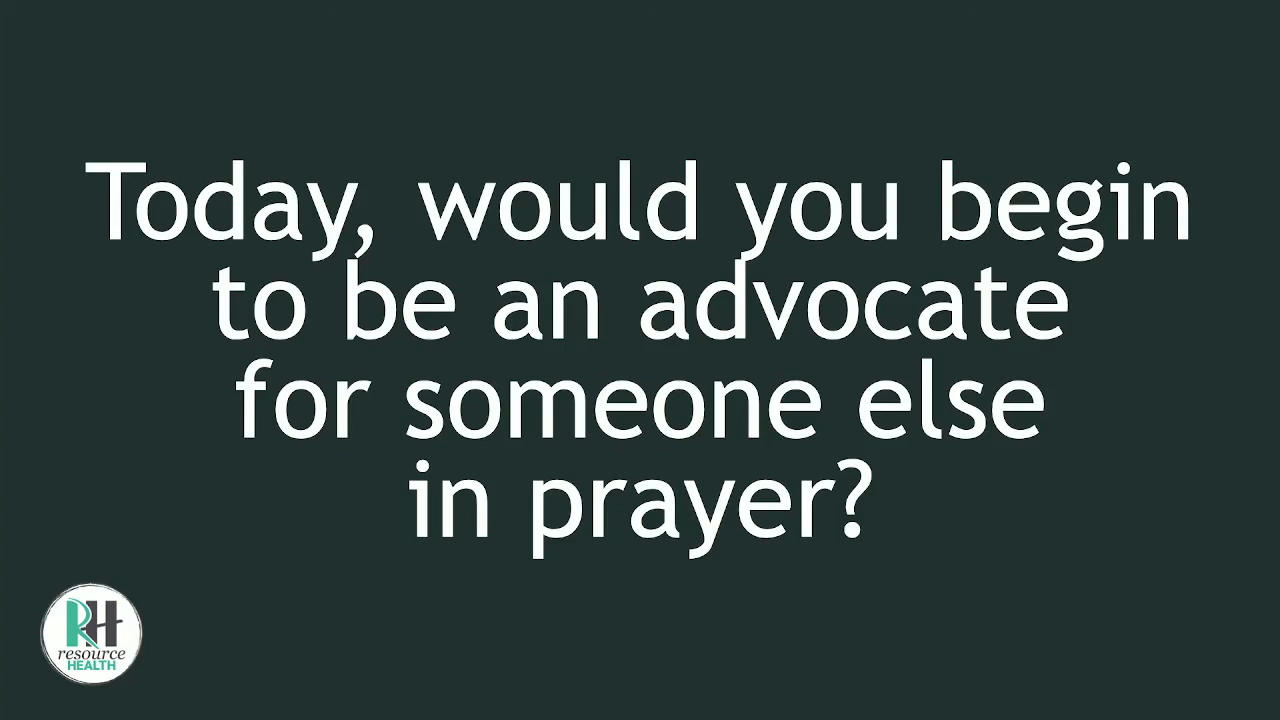 Today, would you begin
to be an advocate
for someone else
in prayer?
RH
resource
HEALTH